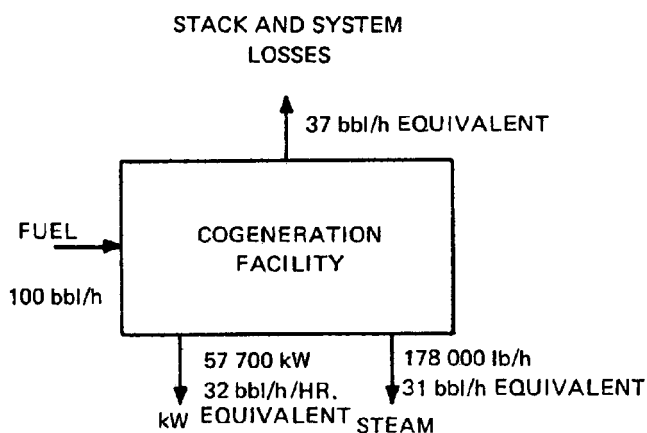 STACK AND SYSTEM
LOSSES
37 bbl/h EQUIVALENT
FUEL
100 bbl/h
COGENERATION
FACILITY
57 700 kW
32 bbl/h/HR.
EQUIVALENT
kW
178 000 lb/h
31 bbl/h EQUIVALENT
STEAM